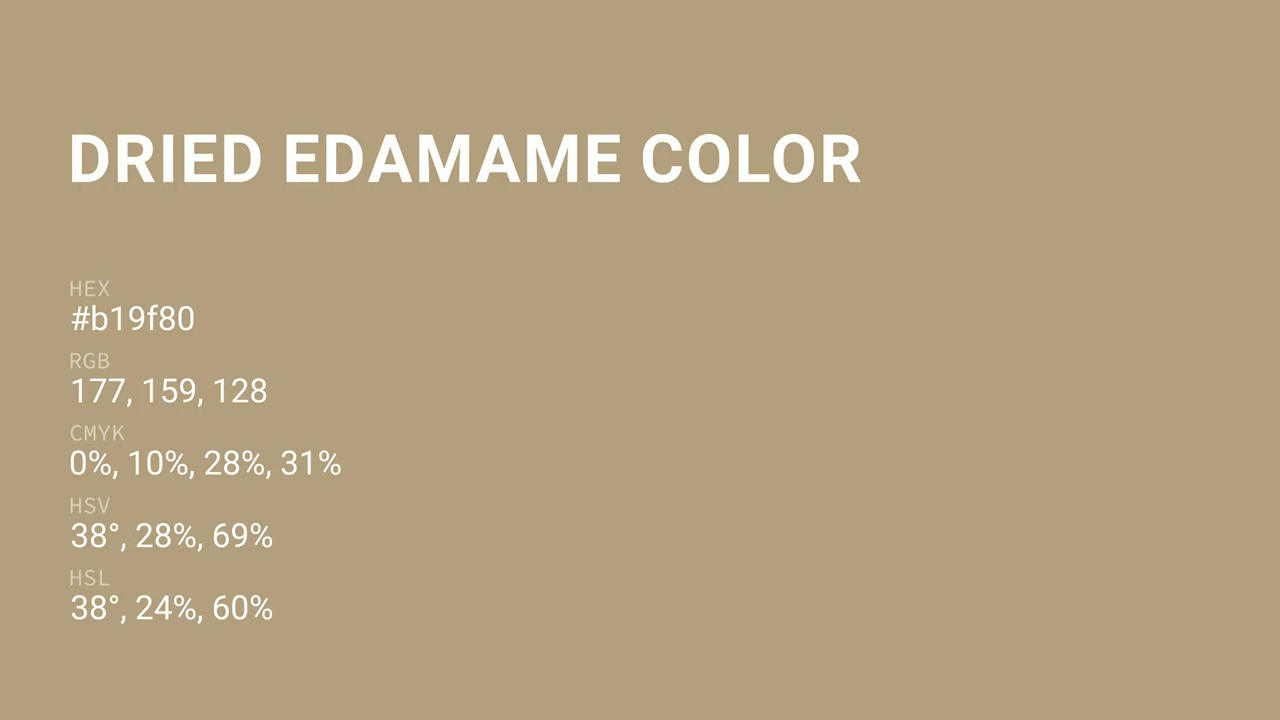 DRIED EDAMAME COLOR
HEX
#b19f80
RGB
177, 159, 128
CMYK
0%, 10%, 28%, 31%
HSV
38°, 28%, 69%
HSL
38°, 24%, 60%